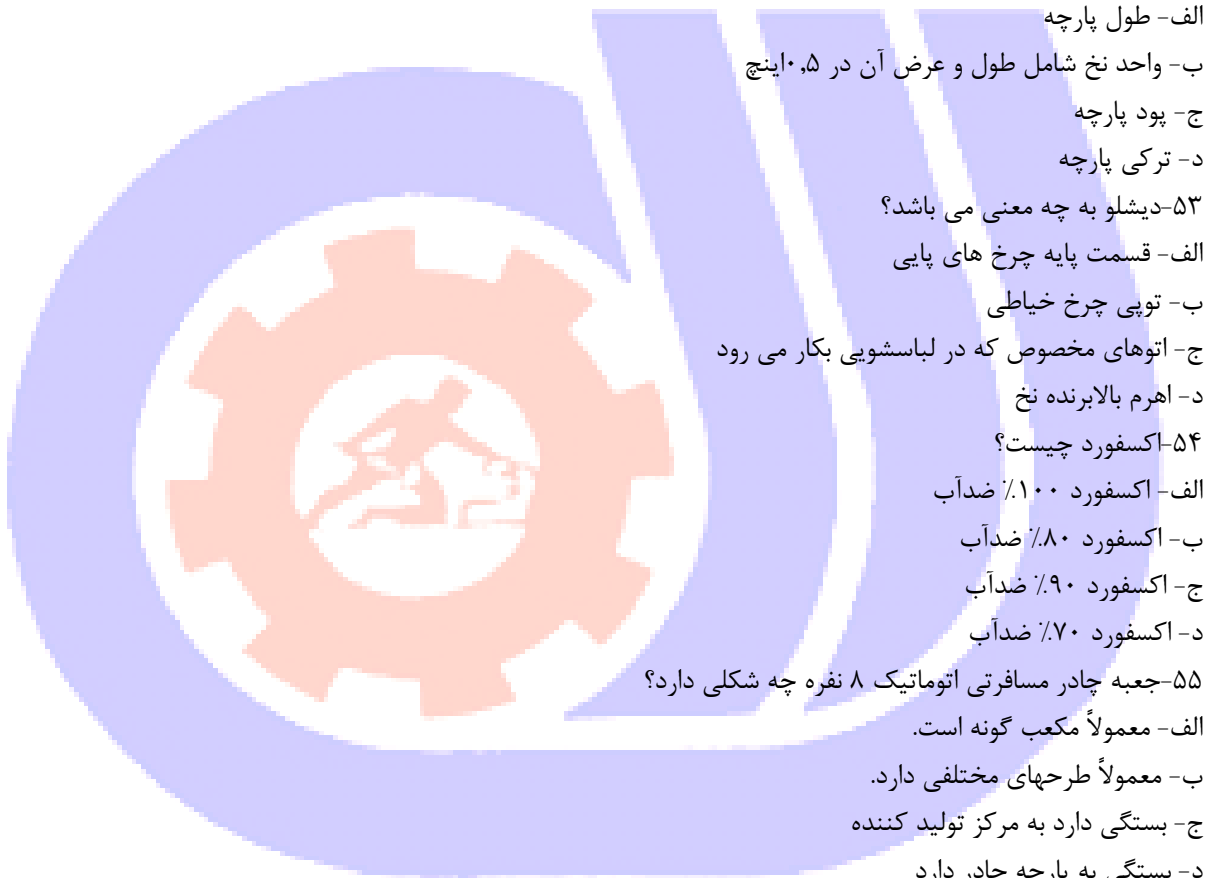 الف- طول پارچه
ب- واحد نخ شامل طول و عرض آن در ۰,۵اینچ
ج- پود پارچه
د- ترکی پارچه
۵۳-دیشلو به چه معنی می باشد؟
الف- قسمت پایه چرخ های پایی
ب- توپی چرخ خیاطی
ج- اتوهای مخصوص که در لباسشویی بکار می رود
د- اهرم بالابرنده نخ
۵۴-اکسفورد چیست؟
الف- اکسفورد ۱۰۰٪ ضدآب
ب- اکسفورد ۸۰٪ ضدآب
ج- اکسفورد ۹۰٪ ضدآب
د- اکسفورد ۷۰٪ ضدآب
۵۵-جعبه چادر مسافرتی اتوماتیک ۸ نفره چه شکلی دارد؟
الف- معمولاً مکعب گونه است.
ب- معمولاً طرحهای مختلفی دارد.
ج- بستگی دارد به مرکز تولید کننده
د- بستگی به پارچه چادر دارد